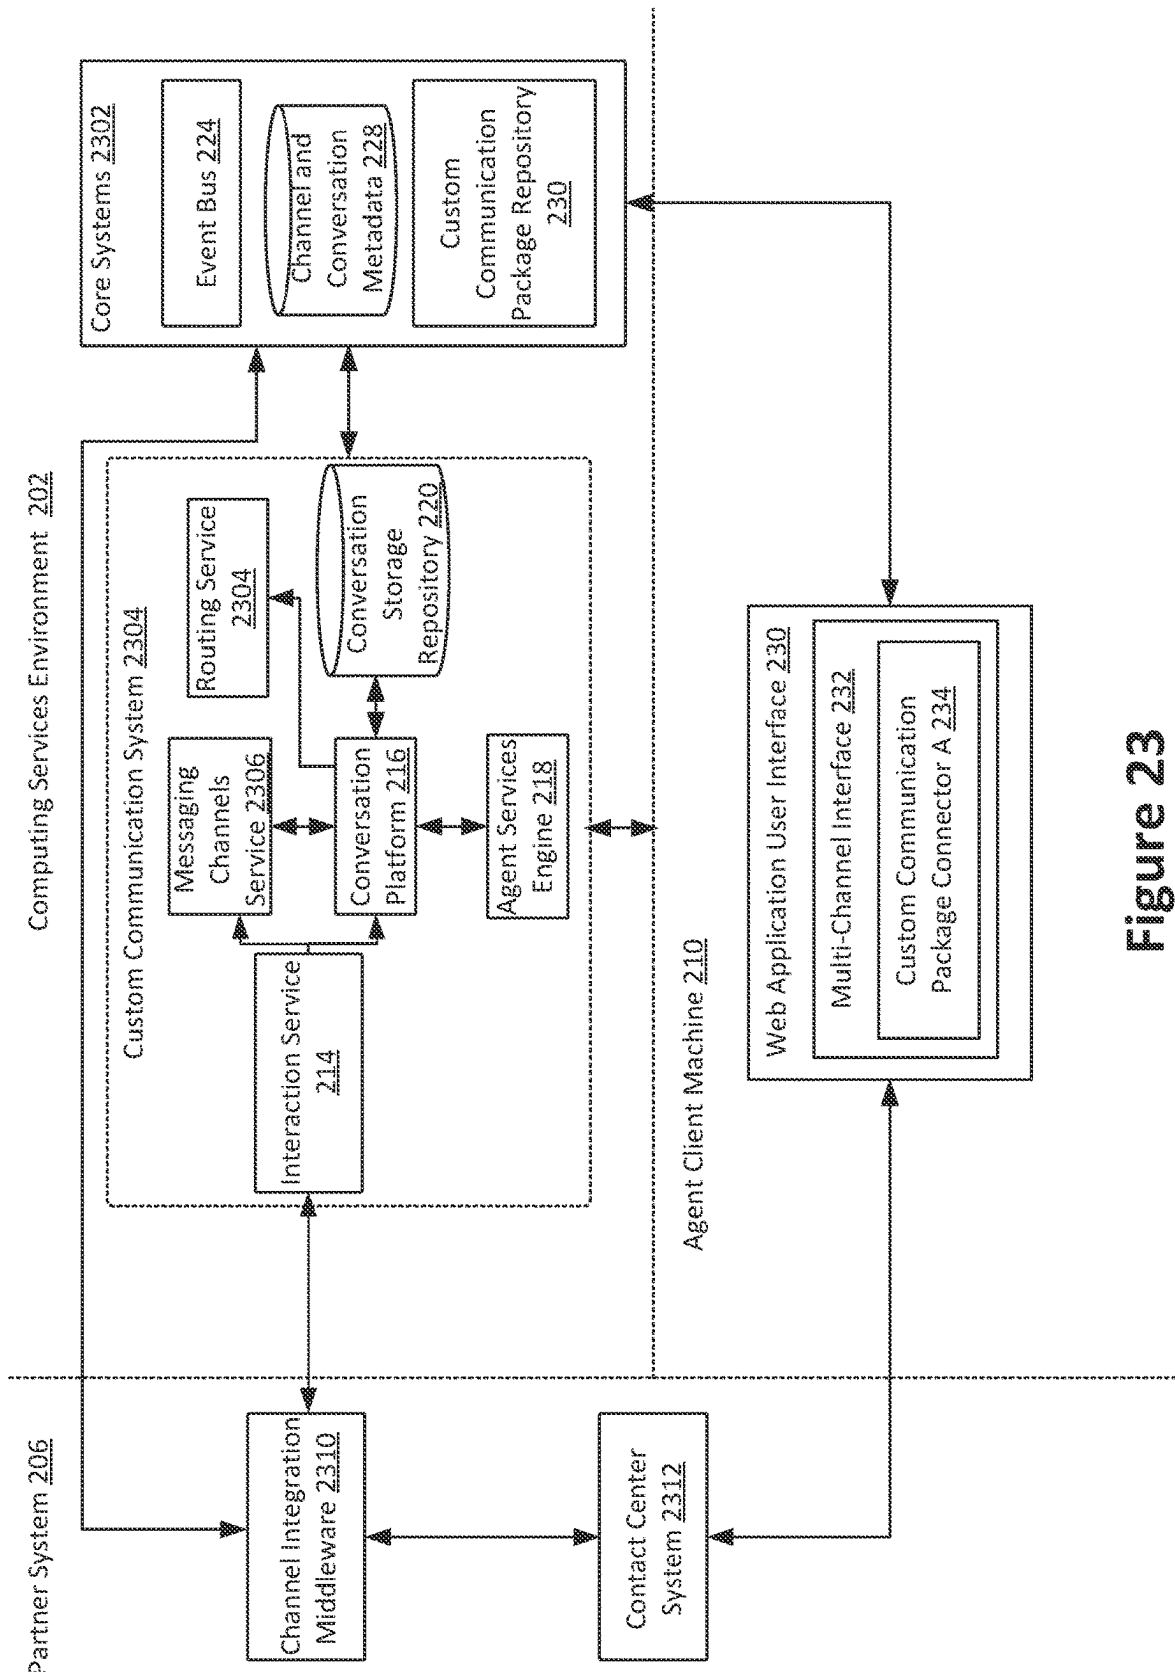 Partner System 206
Computing Services Environment 202
Channel Integration
Middleware 2310
Contact Center
System 2312
Custom Communication System 2304
Interaction Service
214
Messaging
Channels
Service 2306
Routing Service
2304
Conversation
Platform 216
Conversation
Storage
Repository 220
Agent Services
Engine 218
Core Systems 2302
Event Bus 224
Channel and
Conversation
Metadata 228
Custom
Communication
Package Repository
230
Agent Client Machine 210
Web Application User Interface 230
Multi-Channel Interface 232
Custom Communication
Package Connector A 234
Figure 23